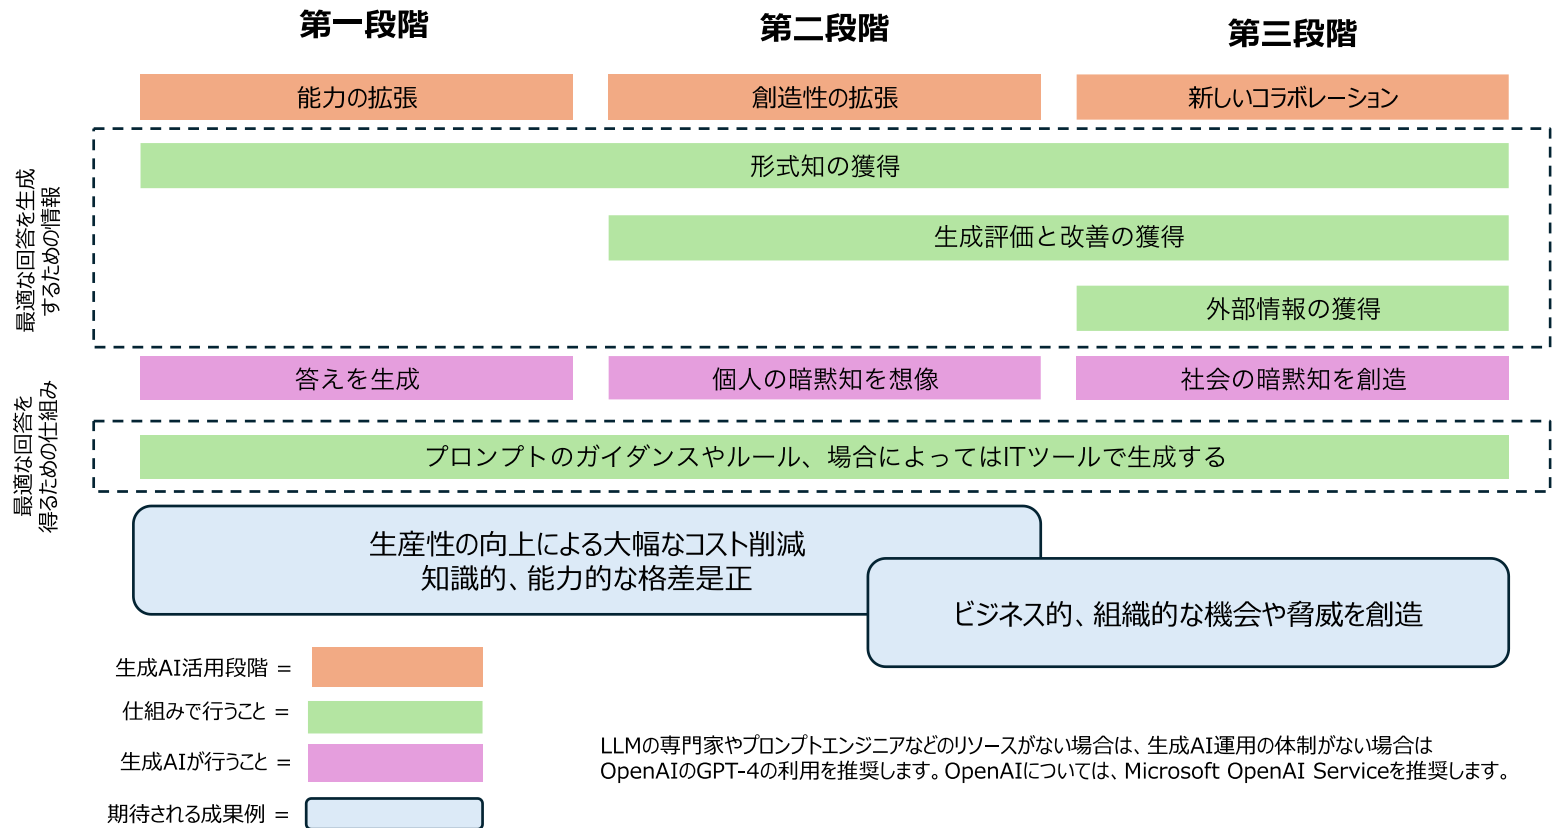 第一段階
第二段階
第三段階
能力の拡張
創造性の拡張
新しいコラボレーション
最適な回答を生成
するための情報
形式知の獲得
生成評価と改善の獲得
外部情報の獲得
答えを生成
個人の暗黙知を想像
社会の暗黙知を創造
最適な回答を
得るための仕組み
プロンプトのガイダンスやルール、場合によってはITツールで生成する
生産性の向上による大幅なコスト削減
知識的、能力的な格差是正
ビジネス的、組織的な機会や脅威を創造
生成AI活用段階 =
仕組みで行うこと =
生成AIが行うこと =
期待される成果例 =
LLMの専門家やプロンプトエンジニアなどのリソースがない場合は、生成AI運用の体制がない場合は
OpenAIのGPT-4の利用を推奨します。OpenAIについては、Microsoft OpenAI Serviceを推奨します。